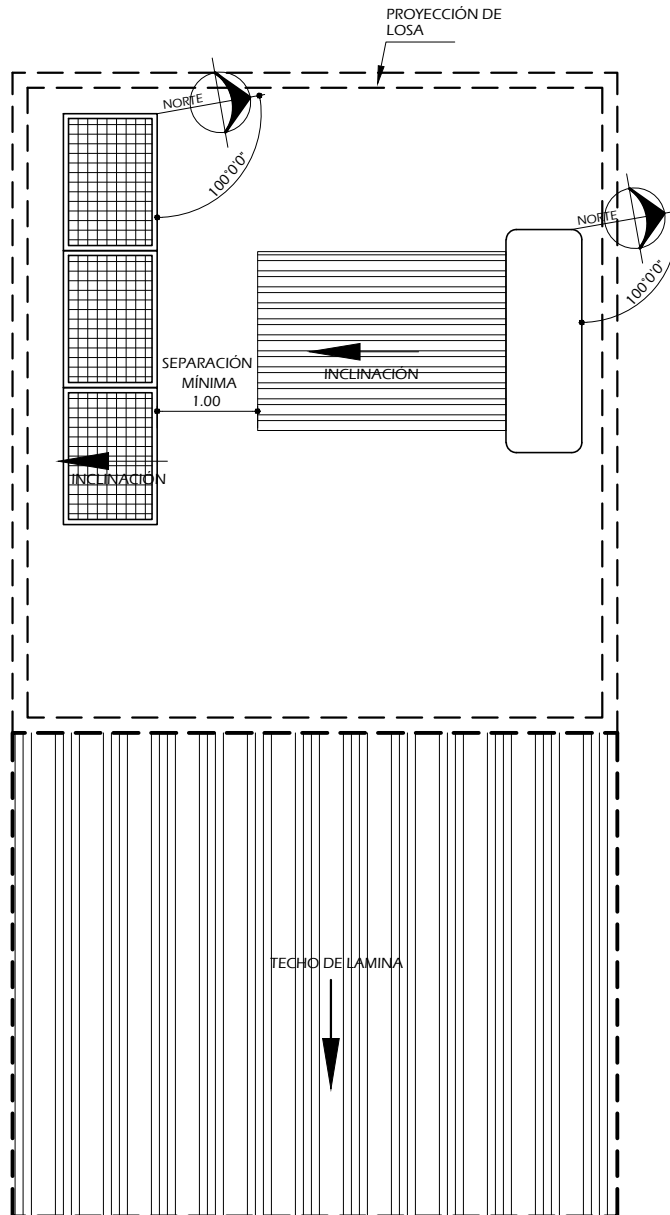 PROYECCIÓN DE
LOSA
NORTE
100°0'0"
NORTE
100°0'0"
SEPARACIÓN
MÍNIMA
1.00
INCLINACIÓN
INCLINACIÓN
TECHO DE LAMINA